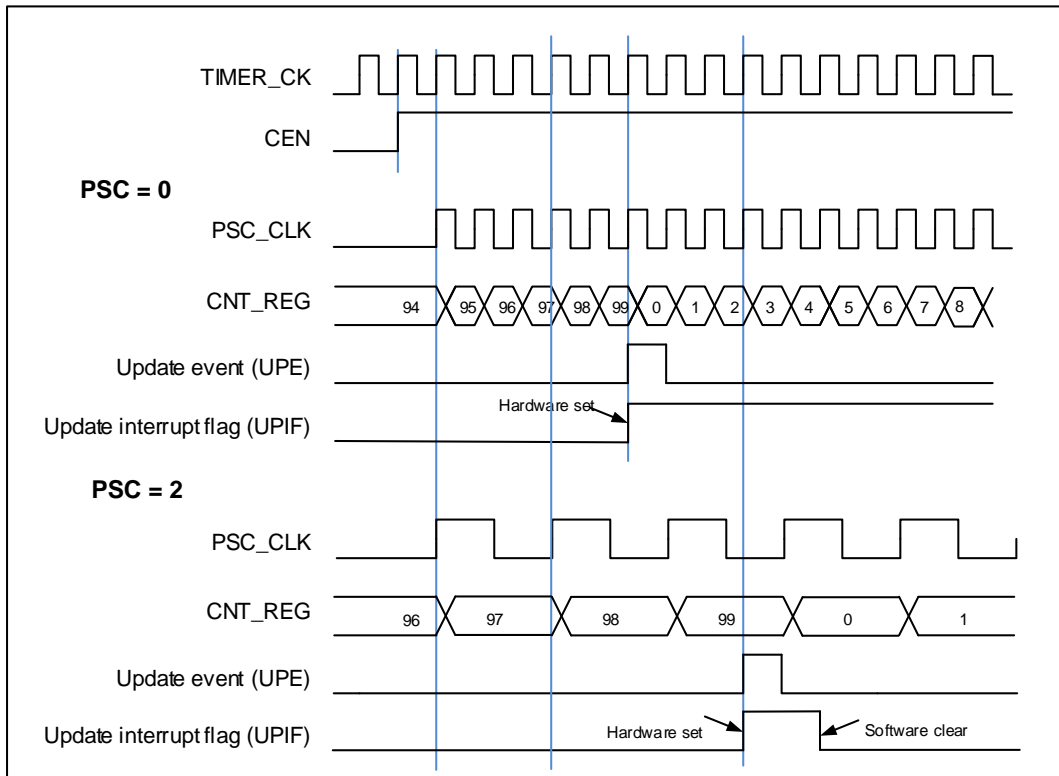 TIMER_CK
CEN
PSC = 0
PSC_CLK
CNT_REG 94 95 96 97 98 99 0 1 2 3 4 5 6 7 8
Update event (UPE)
Hardware set
Update interrupt flag (UPIF)
PSC = 2
PSC_CLK
CNT_REG 96 97 98 99 0 1
Update event (UPE)
Update interrupt flag (UPIF) Hardware set Software clear